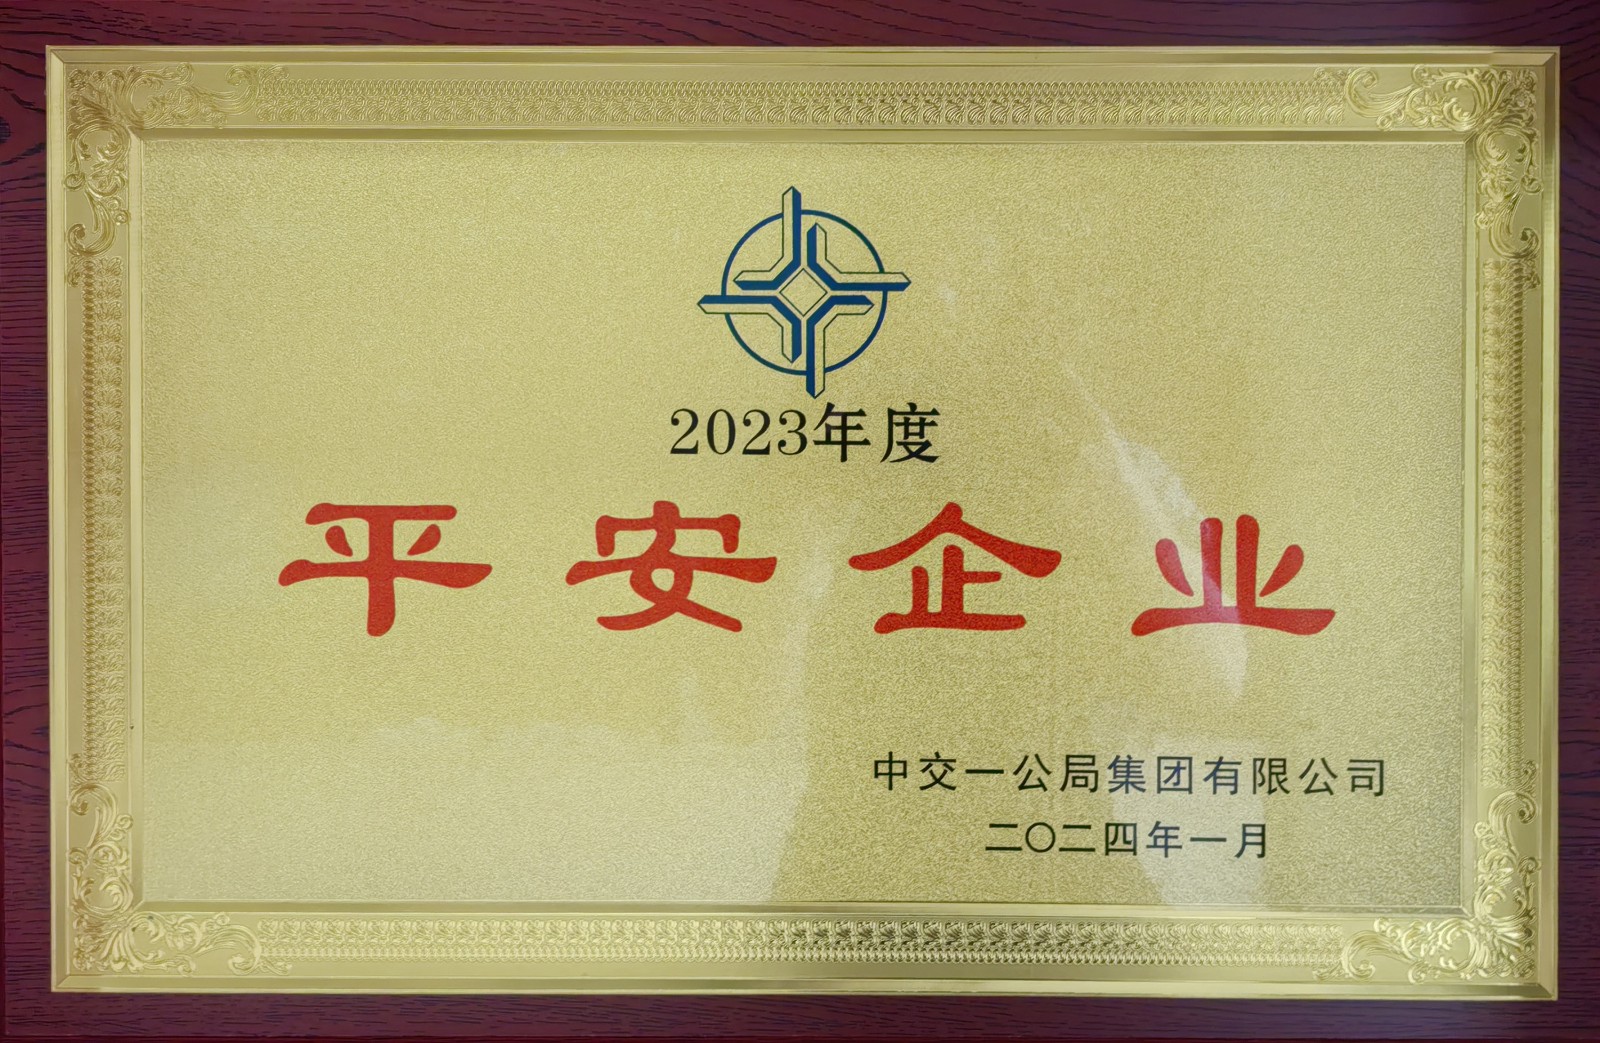 2023年度
平安企业
中交一公局集团有限公司
二〇二四年一月